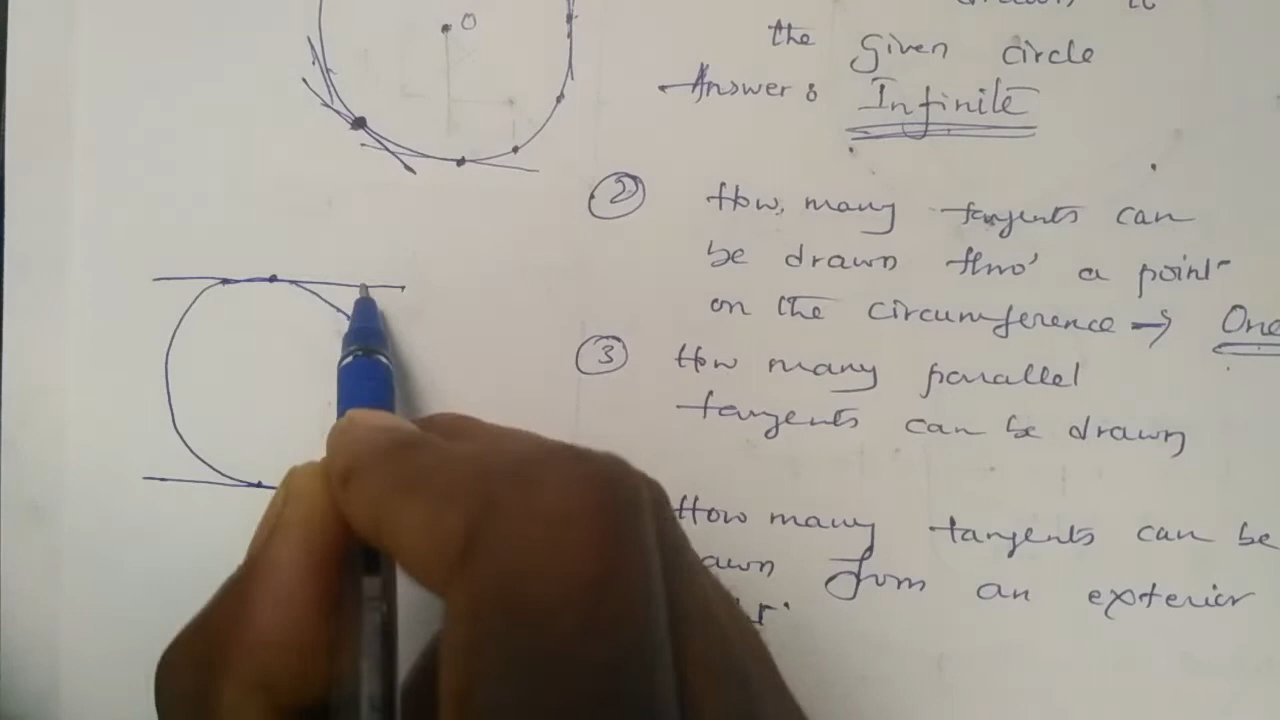 O
the Given circle
Answer: Infinite
② How many tangents can
be drawn thro' a point
on the circumference → One
③ How many parallel
tangents can be drawn
How many tangents can be
from an exterior